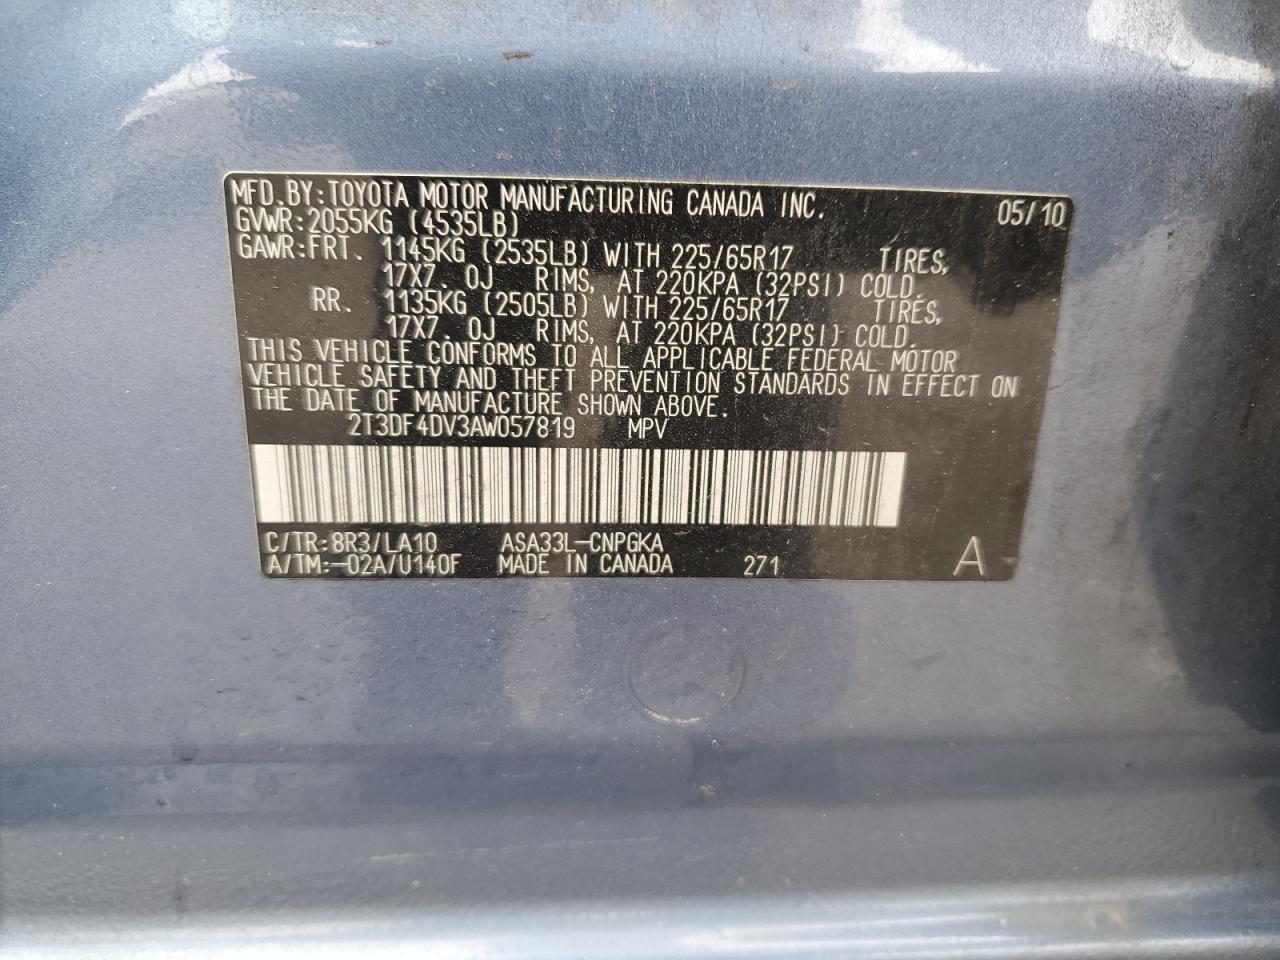 MFD.BY:TOYOTA MOTOR MANUFACTURING CANADA INC. 05/10
GVWR:2055KG (4535LB)
GAWR:FRT. 1145KG (2535LB) WITH 225/65R17 TIRES,
17X7.0J RIMS, AT 220KPA (32PSI) COLD.
RR. 1135KG (2505LB) WITH 225/65R17 TIRES,
17X7.0J RIMS, AT 220KPA (32PSI) COLD.
THIS VEHICLE CONFORMS TO ALL APPLICABLE FEDERAL MOTOR
VEHICLE SAFETY AND THEFT PREVENTION STANDARDS IN EFFECT ON
THE DATE OF MANUFACTURE SHOWN ABOVE.
2T3DF4DV3AW057819 MPV
C/TR:8R3/LA10 ASA33L-CNPGKA
A/TM:-02A/U140F MADE IN CANADA 271 A